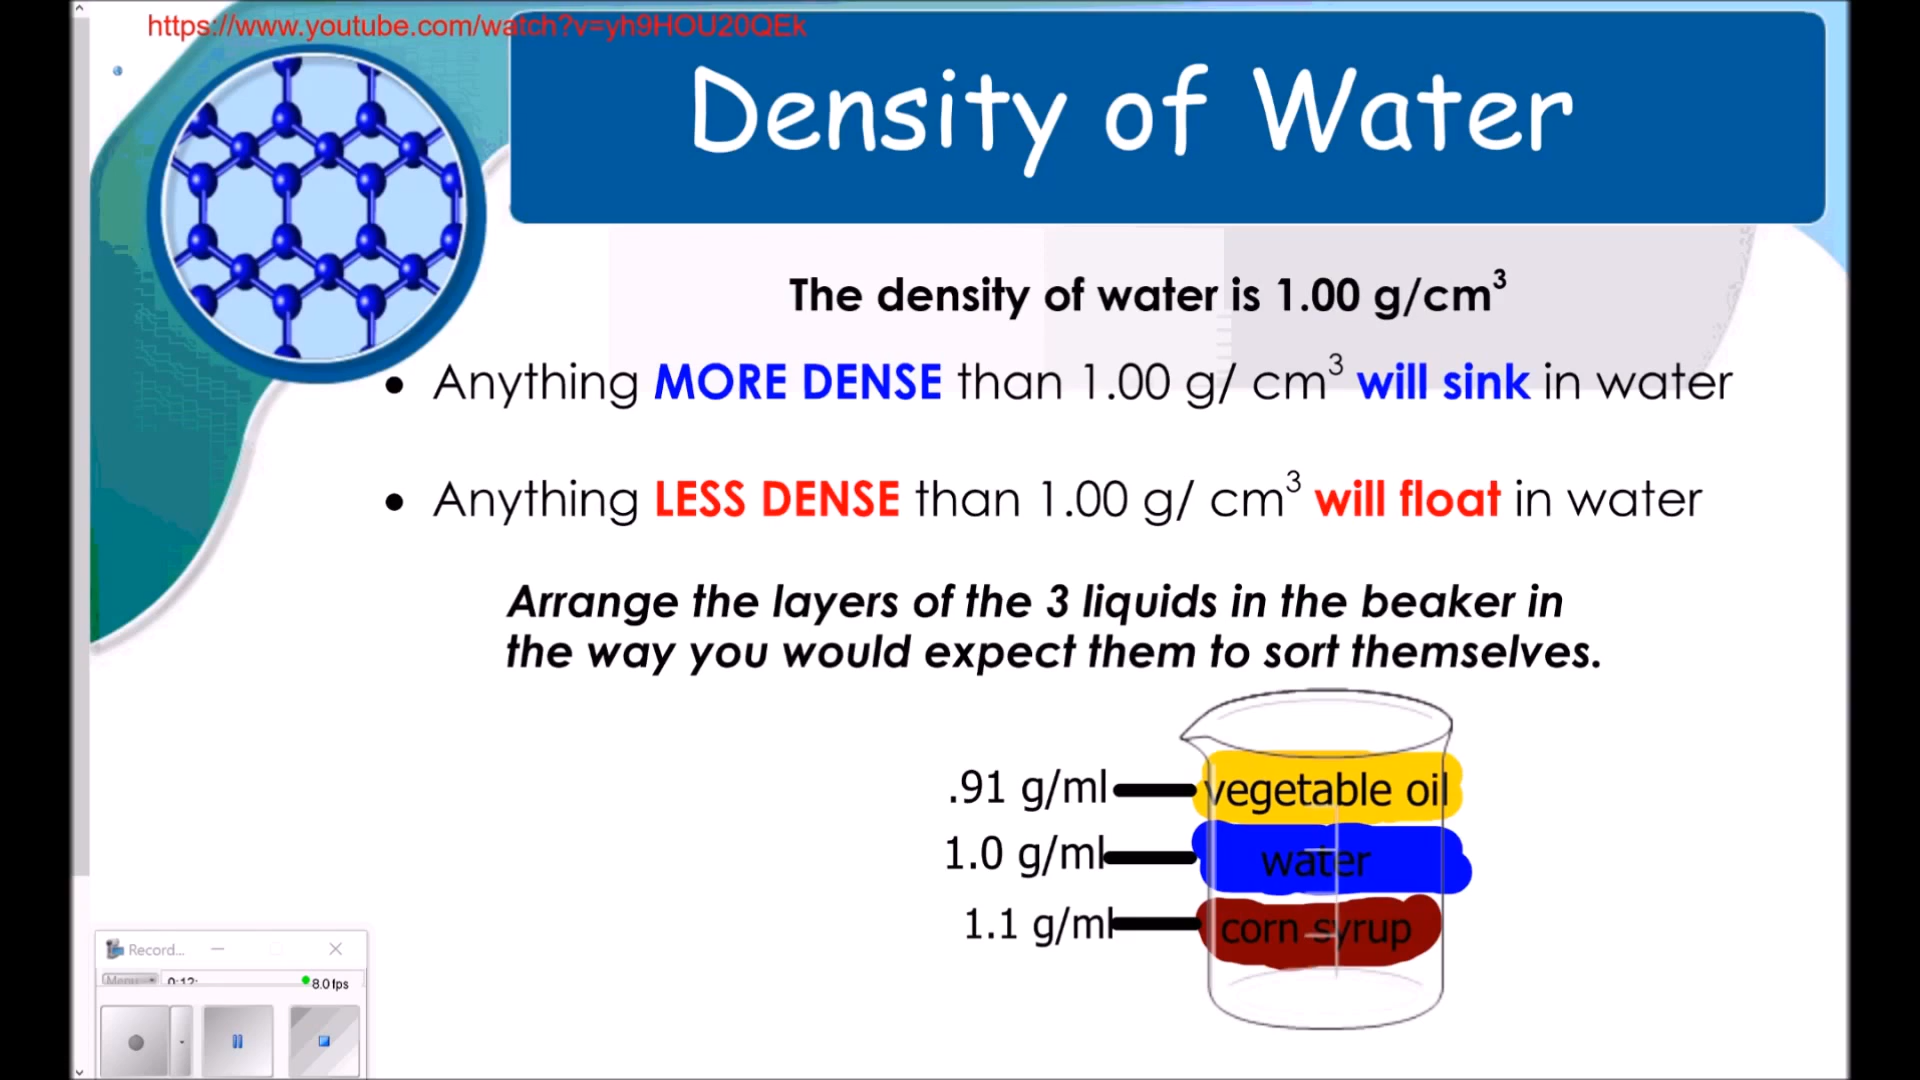 https://www.youtube.com/watch?v=yh9HOU20QEk
Density of Water
The density of water is 1.00 g/cm³
• Anything MORE DENSE than 1.00 g/ cm³ will sink in water
• Anything LESS DENSE than 1.00 g/ cm³ will float in water
Arrange the layers of the 3 liquids in the beaker in
the way you would expect them to sort themselves.
.91 g/ml vegetable oil
1.0 g/ml water
1.1 g/ml corn syrup
Record...
Menu 0:12: 8.0 fps